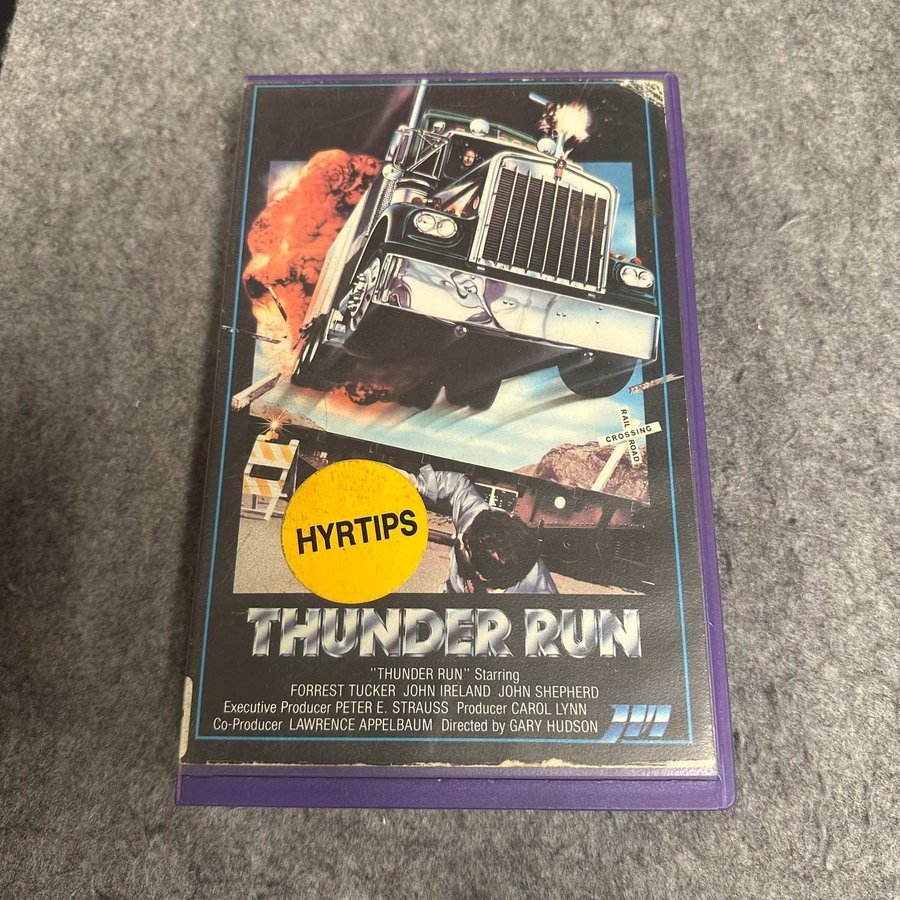 RAIL ROAD
CROSSING
HYRTIPS
THUNDER RUN
"THUNDER RUN" Starring
FORREST TUCKER JOHN IRELAND JOHN SHEPHERD
Executive Producer PETER E. STRAUSS Producer CAROL LYNN
Co-Producer LAWRENCE APPELBAUM Directed by GARY HUDSON